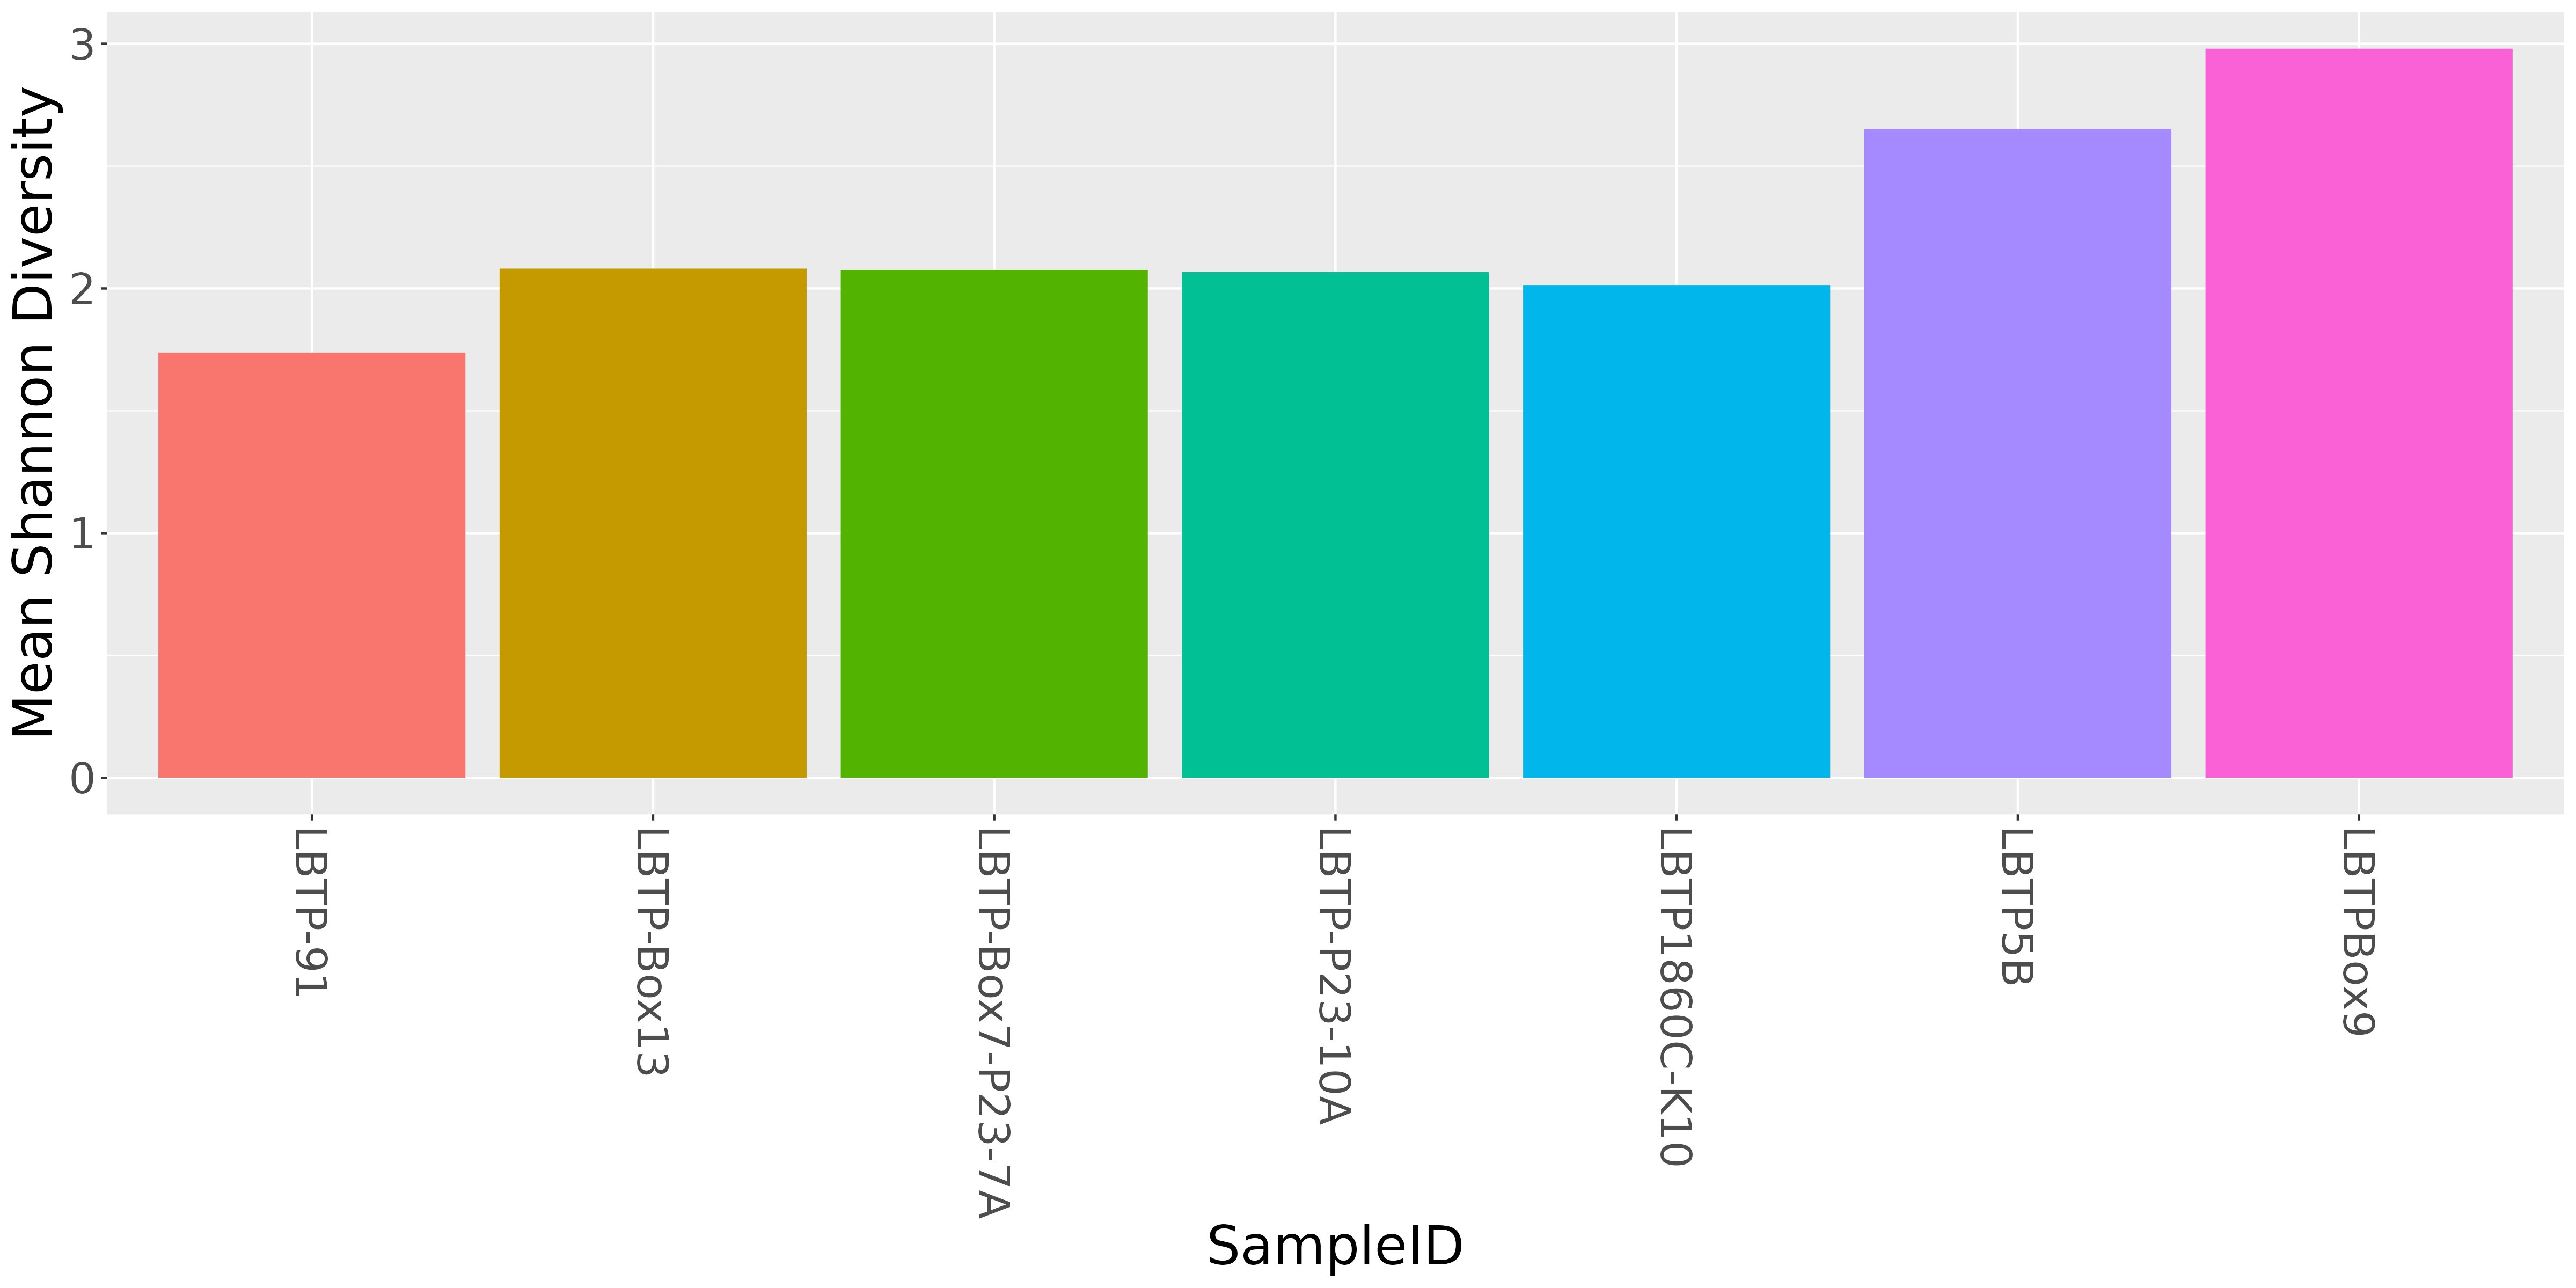 Mean Shannon Diversity
3
2
1
0
LBTP-91
LBTP-Box13
LBTP-Box7-P23-7A
LBTP-P23-10A
LBTP1860C-K10
LBTP5B
LBTPBox9
SampleID